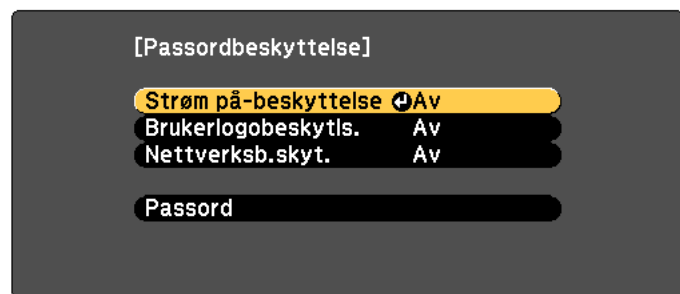 [Passordbeskyttelse]
Strøm på-beskyttelse Av
Brukerlogobeskytls. Av
Nettverksb.skyt. Av
Passord